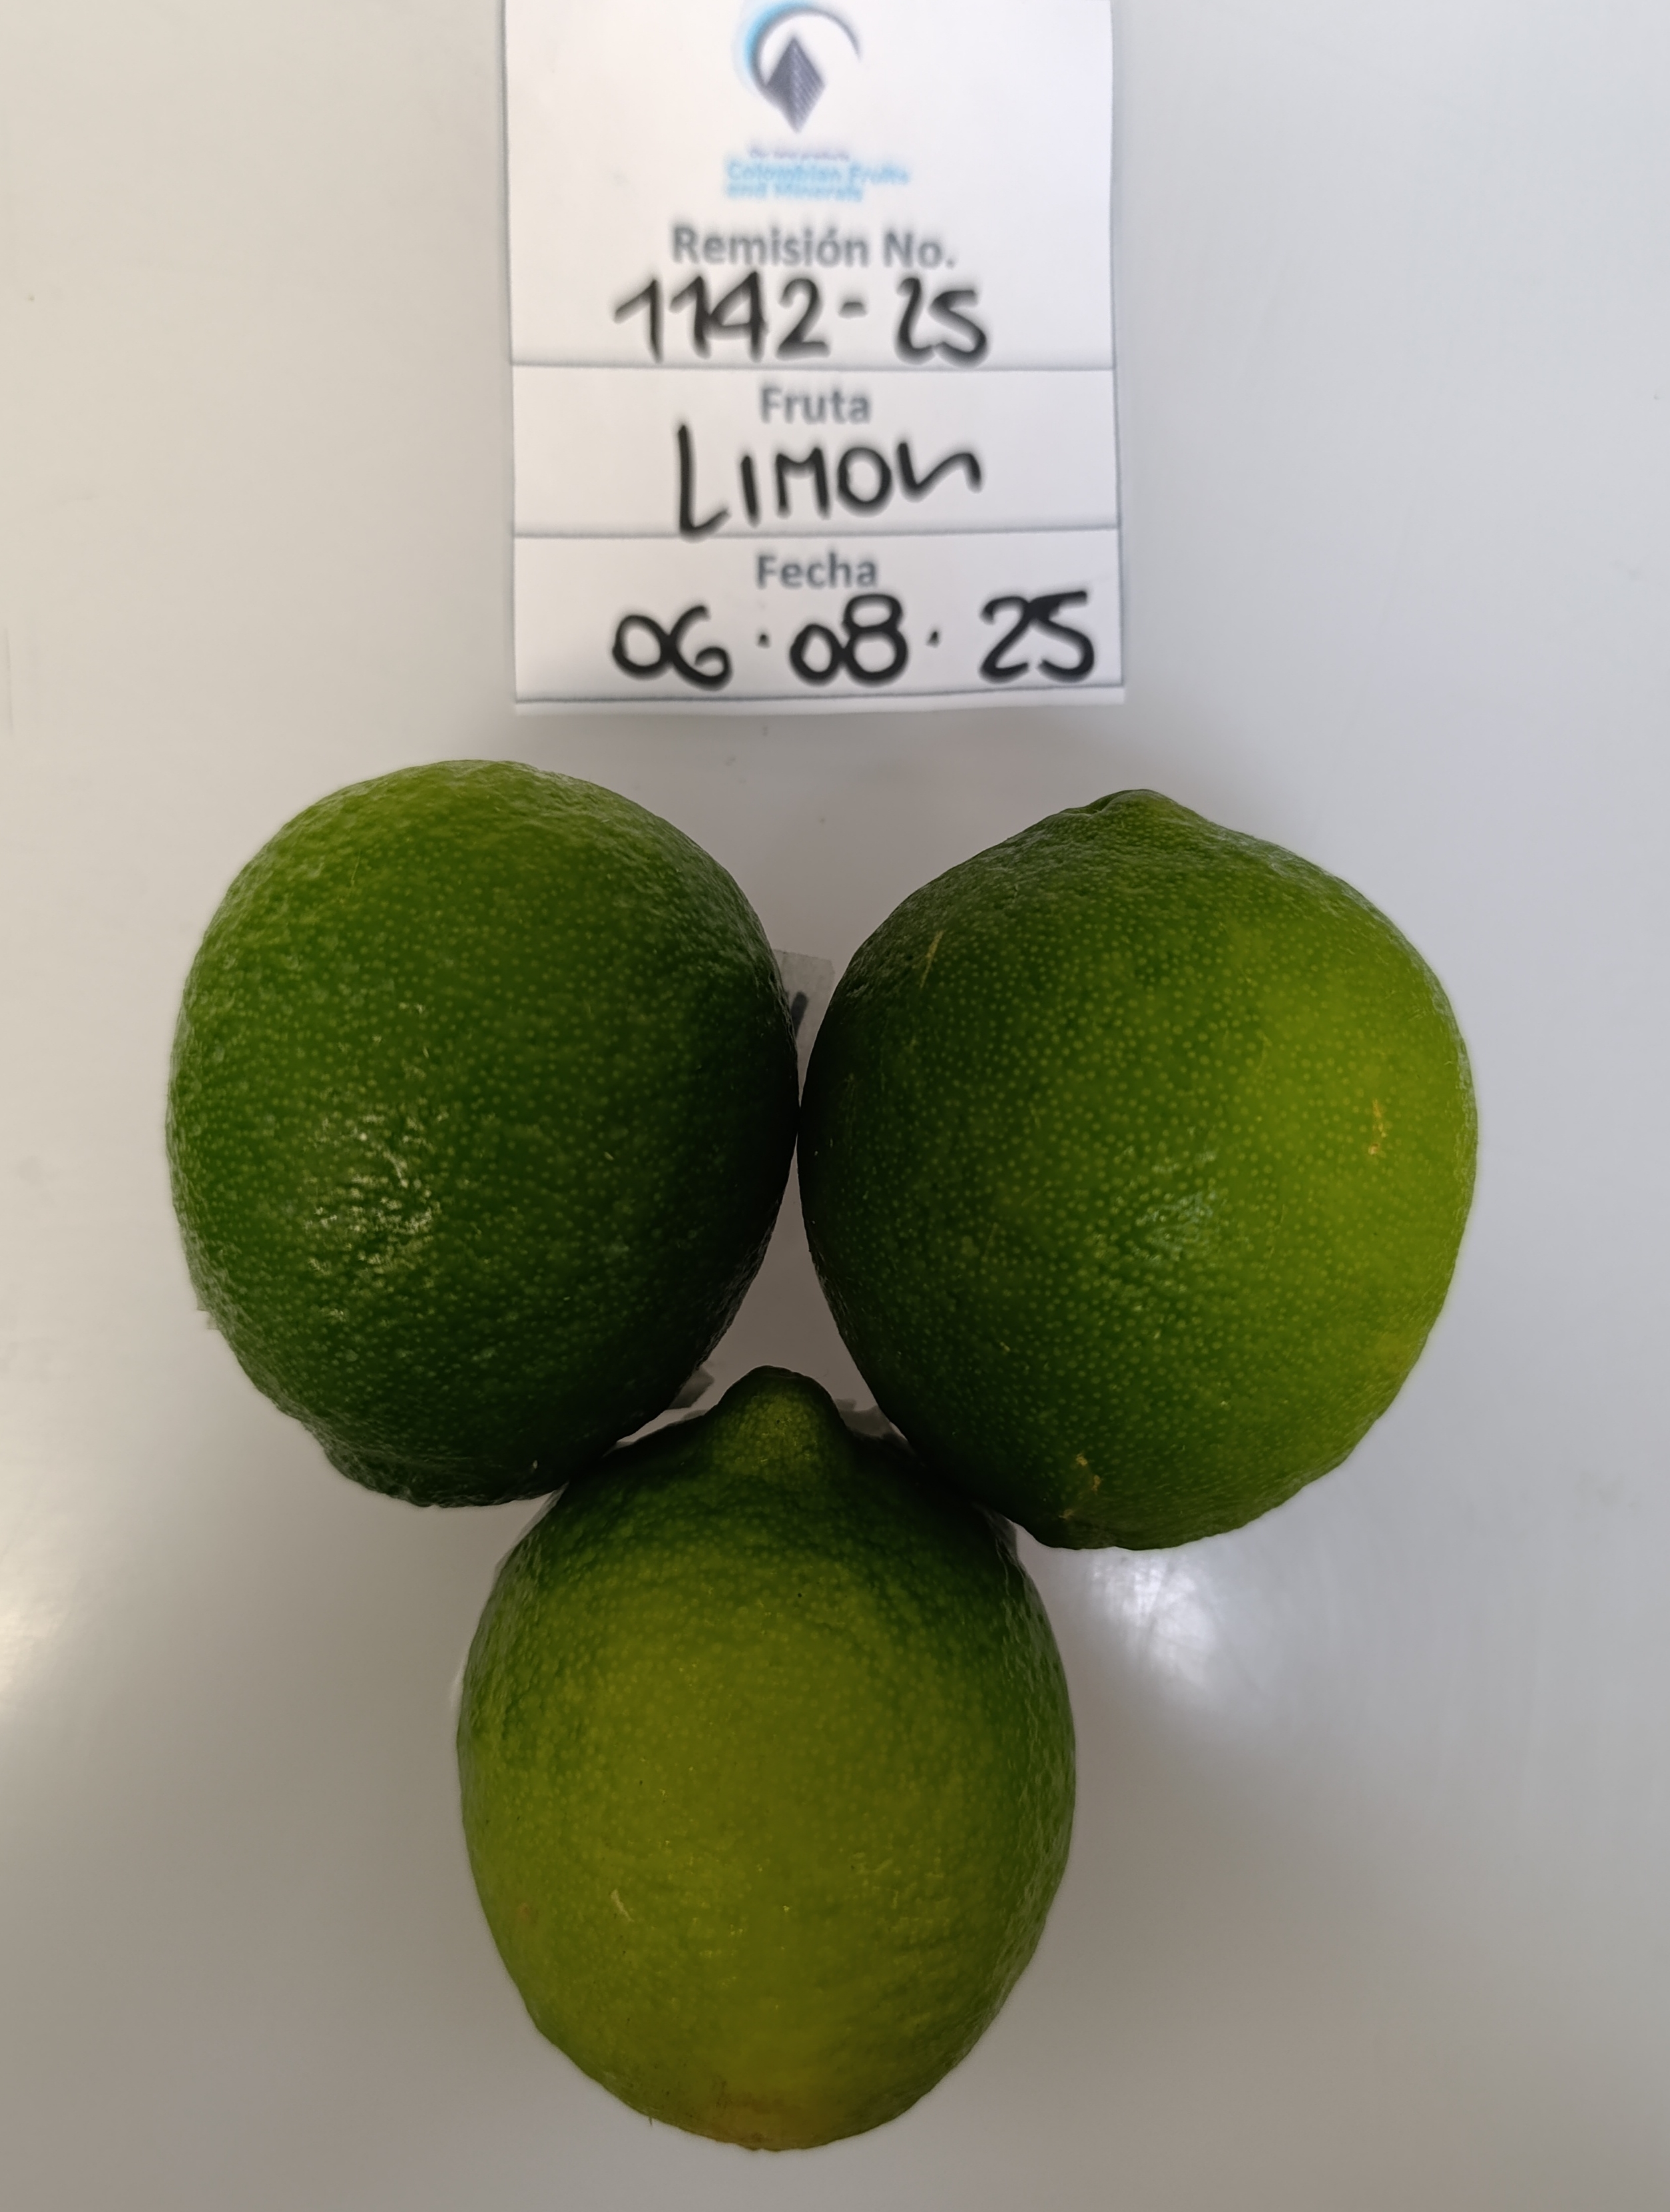 Colombian Fruits
and Minerals
Remisión No.
1142-25
Fruta
LIMON
Fecha
06·08·25